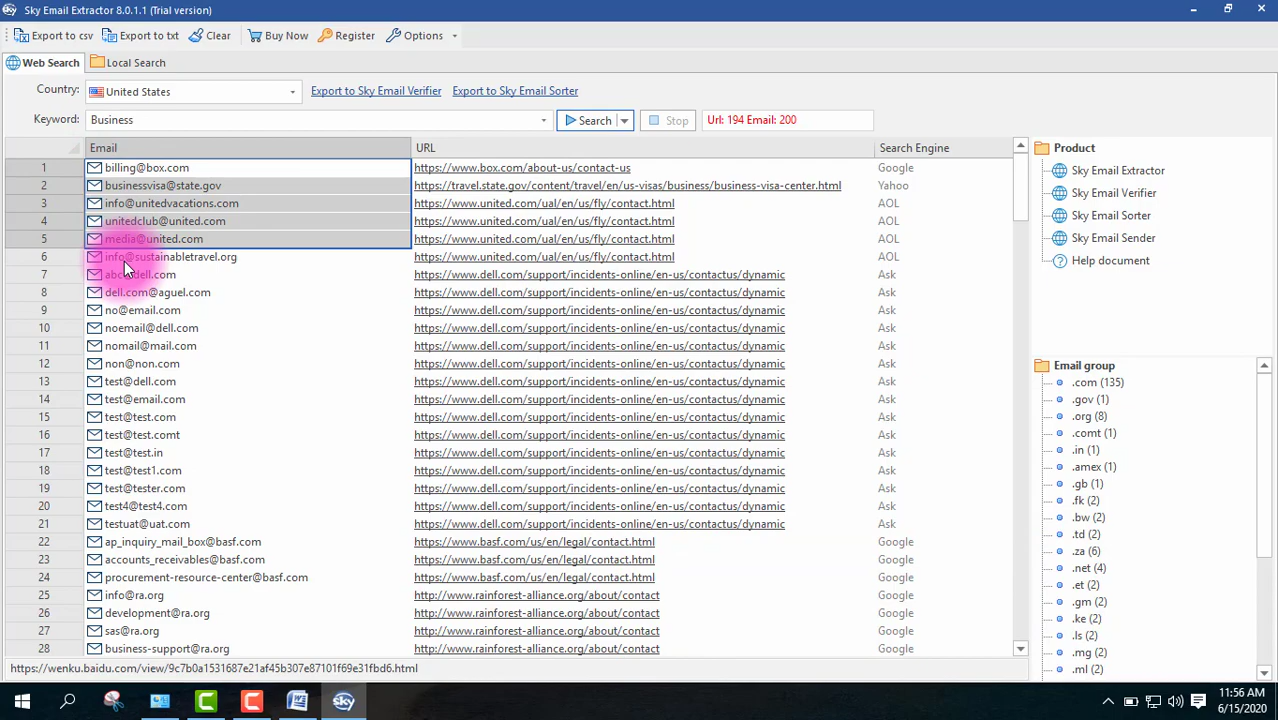 Sky Email Extractor 8.0.1.1 (Trial version)
Export to csv Export to txt Clear Buy Now Register Options
Web Search Local Search
Country: United States Export to Sky Email Verifier Export to Sky Email Sorter
Keyword: Business Search Stop Url: 194 Email: 200
Email URL Search Engine
1 billing@box.com https://www.box.com/about-us/contact-us Google
2 businessvisa@state.gov https://travel.state.gov/content/travel/en/us-visas/business/business-visa-center.html Yahoo
3 info@unitedvacations.com https://www.united.com/ual/en/us/fly/contact.html AOL
4 unitedclub@united.com https://www.united.com/ual/en/us/fly/contact.html AOL
5 media@united.com https://www.united.com/ual/en/us/fly/contact.html AOL
6 info@sustainabletravel.org https://www.united.com/ual/en/us/fly/contact.html AOL
7 dell.com https://www.dell.com/support/incidents-online/en-us/contactus/dynamic Ask
8 dell.com@aguel.com https://www.dell.com/support/incidents-online/en-us/contactus/dynamic Ask
9 no@email.com https://www.dell.com/support/incidents-online/en-us/contactus/dynamic Ask
10 noemail@dell.com https://www.dell.com/support/incidents-online/en-us/contactus/dynamic Ask
11 nomail@mail.com https://www.dell.com/support/incidents-online/en-us/contactus/dynamic Ask
12 non@non.com https://www.dell.com/support/incidents-online/en-us/contactus/dynamic Ask
13 test@dell.com https://www.dell.com/support/incidents-online/en-us/contactus/dynamic Ask
14 test@email.com https://www.dell.com/support/incidents-online/en-us/contactus/dynamic Ask
15 test@test.com https://www.dell.com/support/incidents-online/en-us/contactus/dynamic Ask
16 test@test.comt https://www.dell.com/support/incidents-online/en-us/contactus/dynamic Ask
17 test@test.in https://www.dell.com/support/incidents-online/en-us/contactus/dynamic Ask
18 test@test1.com https://www.dell.com/support/incidents-online/en-us/contactus/dynamic Ask
19 test@tester.com https://www.dell.com/support/incidents-online/en-us/contactus/dynamic Ask
20 test4@test4.com https://www.dell.com/support/incidents-online/en-us/contactus/dynamic Ask
21 testuat@uat.com https://www.dell.com/support/incidents-online/en-us/contactus/dynamic Ask
22 ap_inquiry_mail_box@basf.com https://www.basf.com/us/en/legal/contact.html Google
23 accounts_receivables@basf.com https://www.basf.com/us/en/legal/contact.html Google
24 procurement-resource-center@basf.com https://www.basf.com/us/en/legal/contact.html Google
25 info@ra.org http://www.rainforest-alliance.org/about/contact Google
26 development@ra.org http://www.rainforest-alliance.org/about/contact Google
27 sas@ra.org http://www.rainforest-alliance.org/about/contact Google
28 business-support@ra.org http://www.rainforest-alliance.org/about/contact Google
Product
Sky Email Extractor
Sky Email Verifier
Sky Email Sorter
Sky Email Sender
Help document
Email group
.com (135)
.gov (1)
.org (8)
.comt (1)
.in (1)
.amex (1)
.gb (1)
.fk (2)
.bw (2)
.td (2)
.za (6)
.net (4)
.et (2)
.gm (2)
.ke (2)
.ls (2)
.mg (2)
.ml (2)
https://wenku.baidu.com/view/9c7b0a1531687e21af45b307e87101f69e31fbd6.html
sky
11:56 AM
6/15/2020